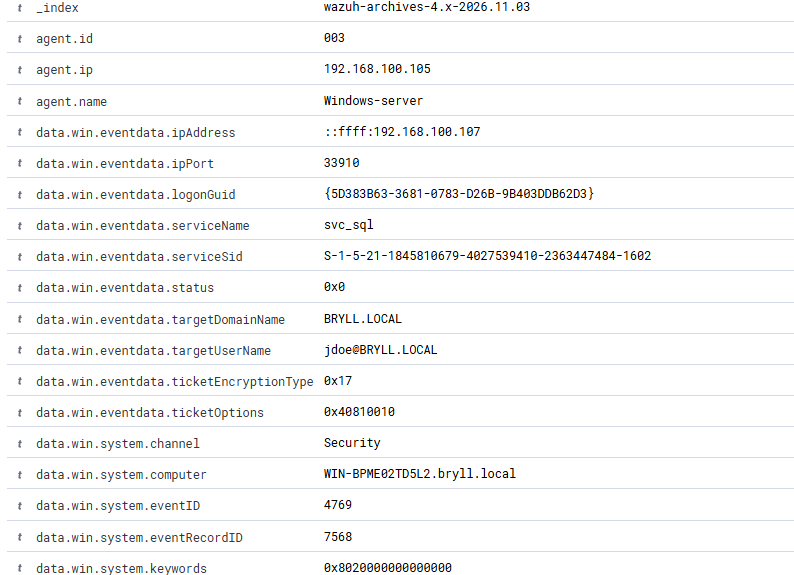 t _index wazuh-archives-4.x-2026.11.03
t agent.id 003
t agent.ip 192.168.100.105
t agent.name Windows-server
t data.win.eventdata.ipAddress ::ffff:192.168.100.107
t data.win.eventdata.ipPort 33910
t data.win.eventdata.logonGuid {5D383B63-3681-0783-D26B-9B403DDB62D3}
t data.win.eventdata.serviceName svc_sql
t data.win.eventdata.serviceSid S-1-5-21-1845810679-4027539410-2363447484-1602
t data.win.eventdata.status 0x0
t data.win.eventdata.targetDomainName BRYLL.LOCAL
t data.win.eventdata.targetUserName jdoe@BRYLL.LOCAL
t data.win.eventdata.ticketEncryptionType 0x17
t data.win.eventdata.ticketOptions 0x40810010
t data.win.system.channel Security
t data.win.system.computer WIN-BPME02TD5L2.bryll.local
t data.win.system.eventID 4769
t data.win.system.eventRecordID 7568
t data.win.system.keywords 0x8020000000000000